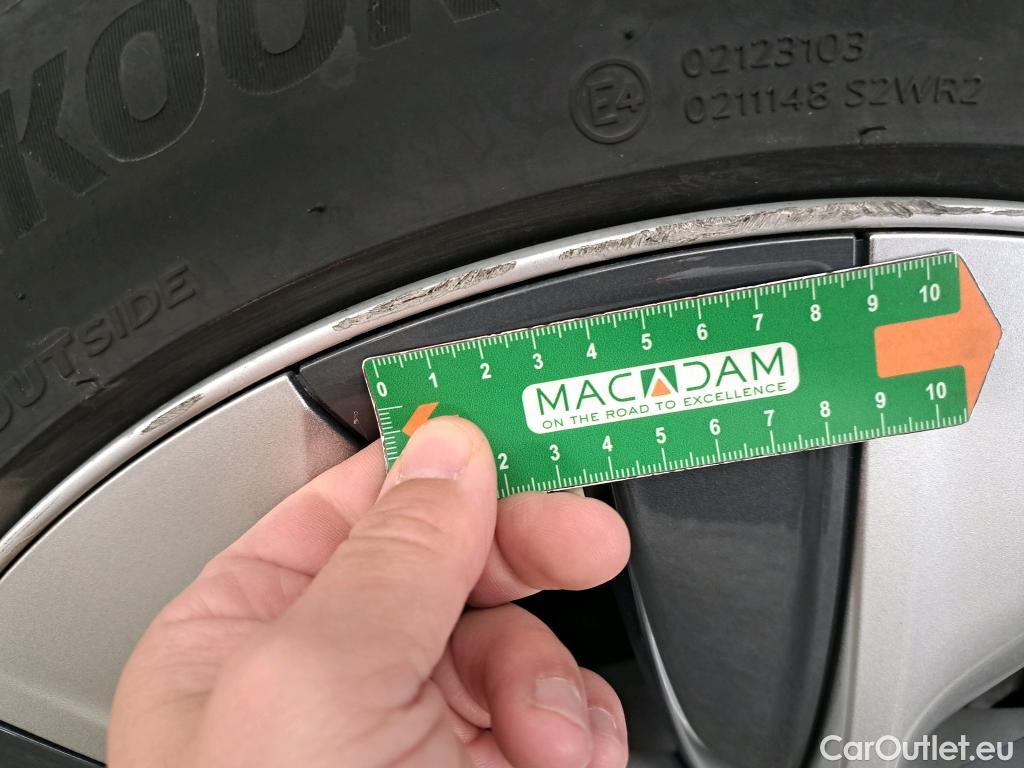 KOOK
02123103
E4
0211148 S2WR2
OUTSIDE
0 1 2 3 4 5 6 7 8 9 10
MACADAM
ON THE ROAD TO EXCELLENCE
2 3 4 5 6 7 8 9 10
CarOutlet.eu